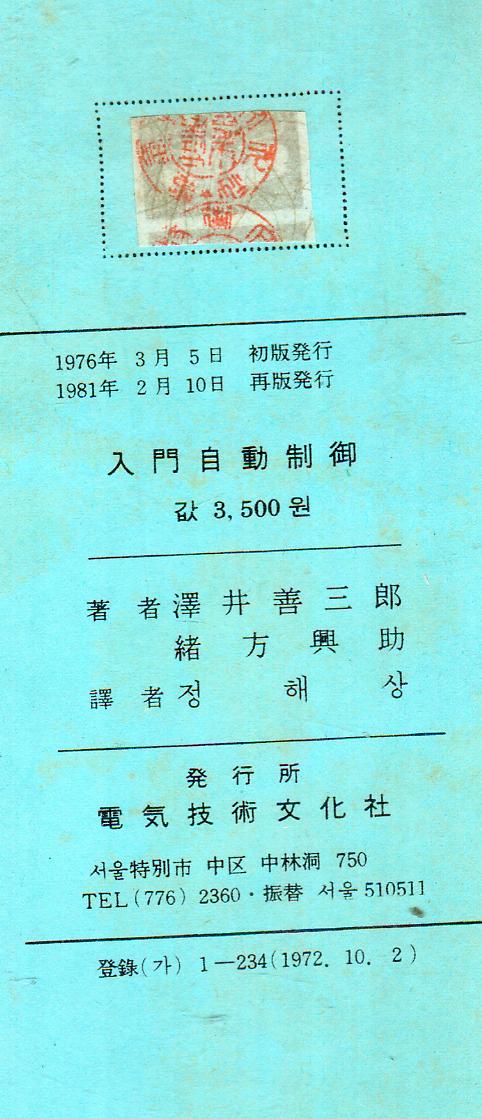 1976年 3月 5日 初版発行
1981年 2月 10日 再版発行
入門自動制御
값 3,500원
著者 澤井善三郎
緒方興助
譯者 정해상
発行所
電気技術文化社
서울特別市 中区 中林洞 750
TEL(776) 2360·振替 서울 510511
登錄(가) 1—234(1972. 10. 2)